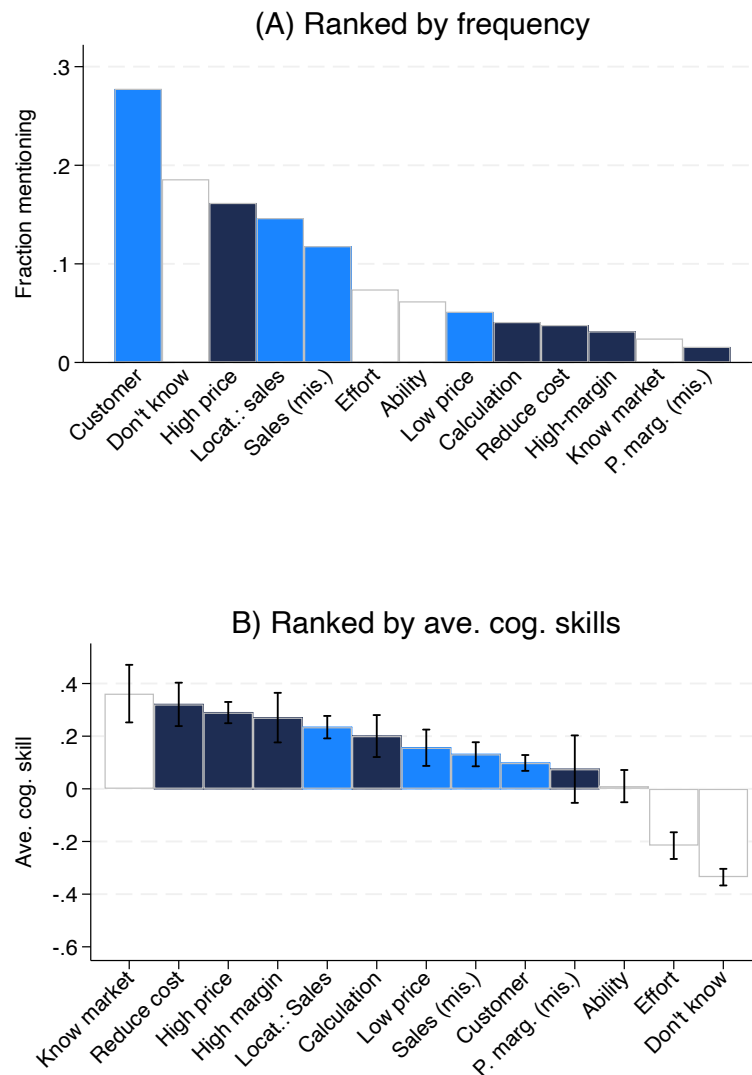 (A) Ranked by frequency
Fraction mentioning
.3
.2
.1
0
Customer
Don't know
High price
Locat.: sales
Sales (mis.)
Effort
Ability
Low price
Calculation
Reduce cost
High-margin
Know market
P. marg. (mis.)
B) Ranked by ave. cog. skills
Ave. cog. skill
.4
.2
0
-.2
-.4
-.6
Know market
Reduce cost
High price
High margin
Locat.: Sales
Calculation
Low price
Sales (mis.)
Customer
P. marg. (mis.)
Ability
Effort
Don't know